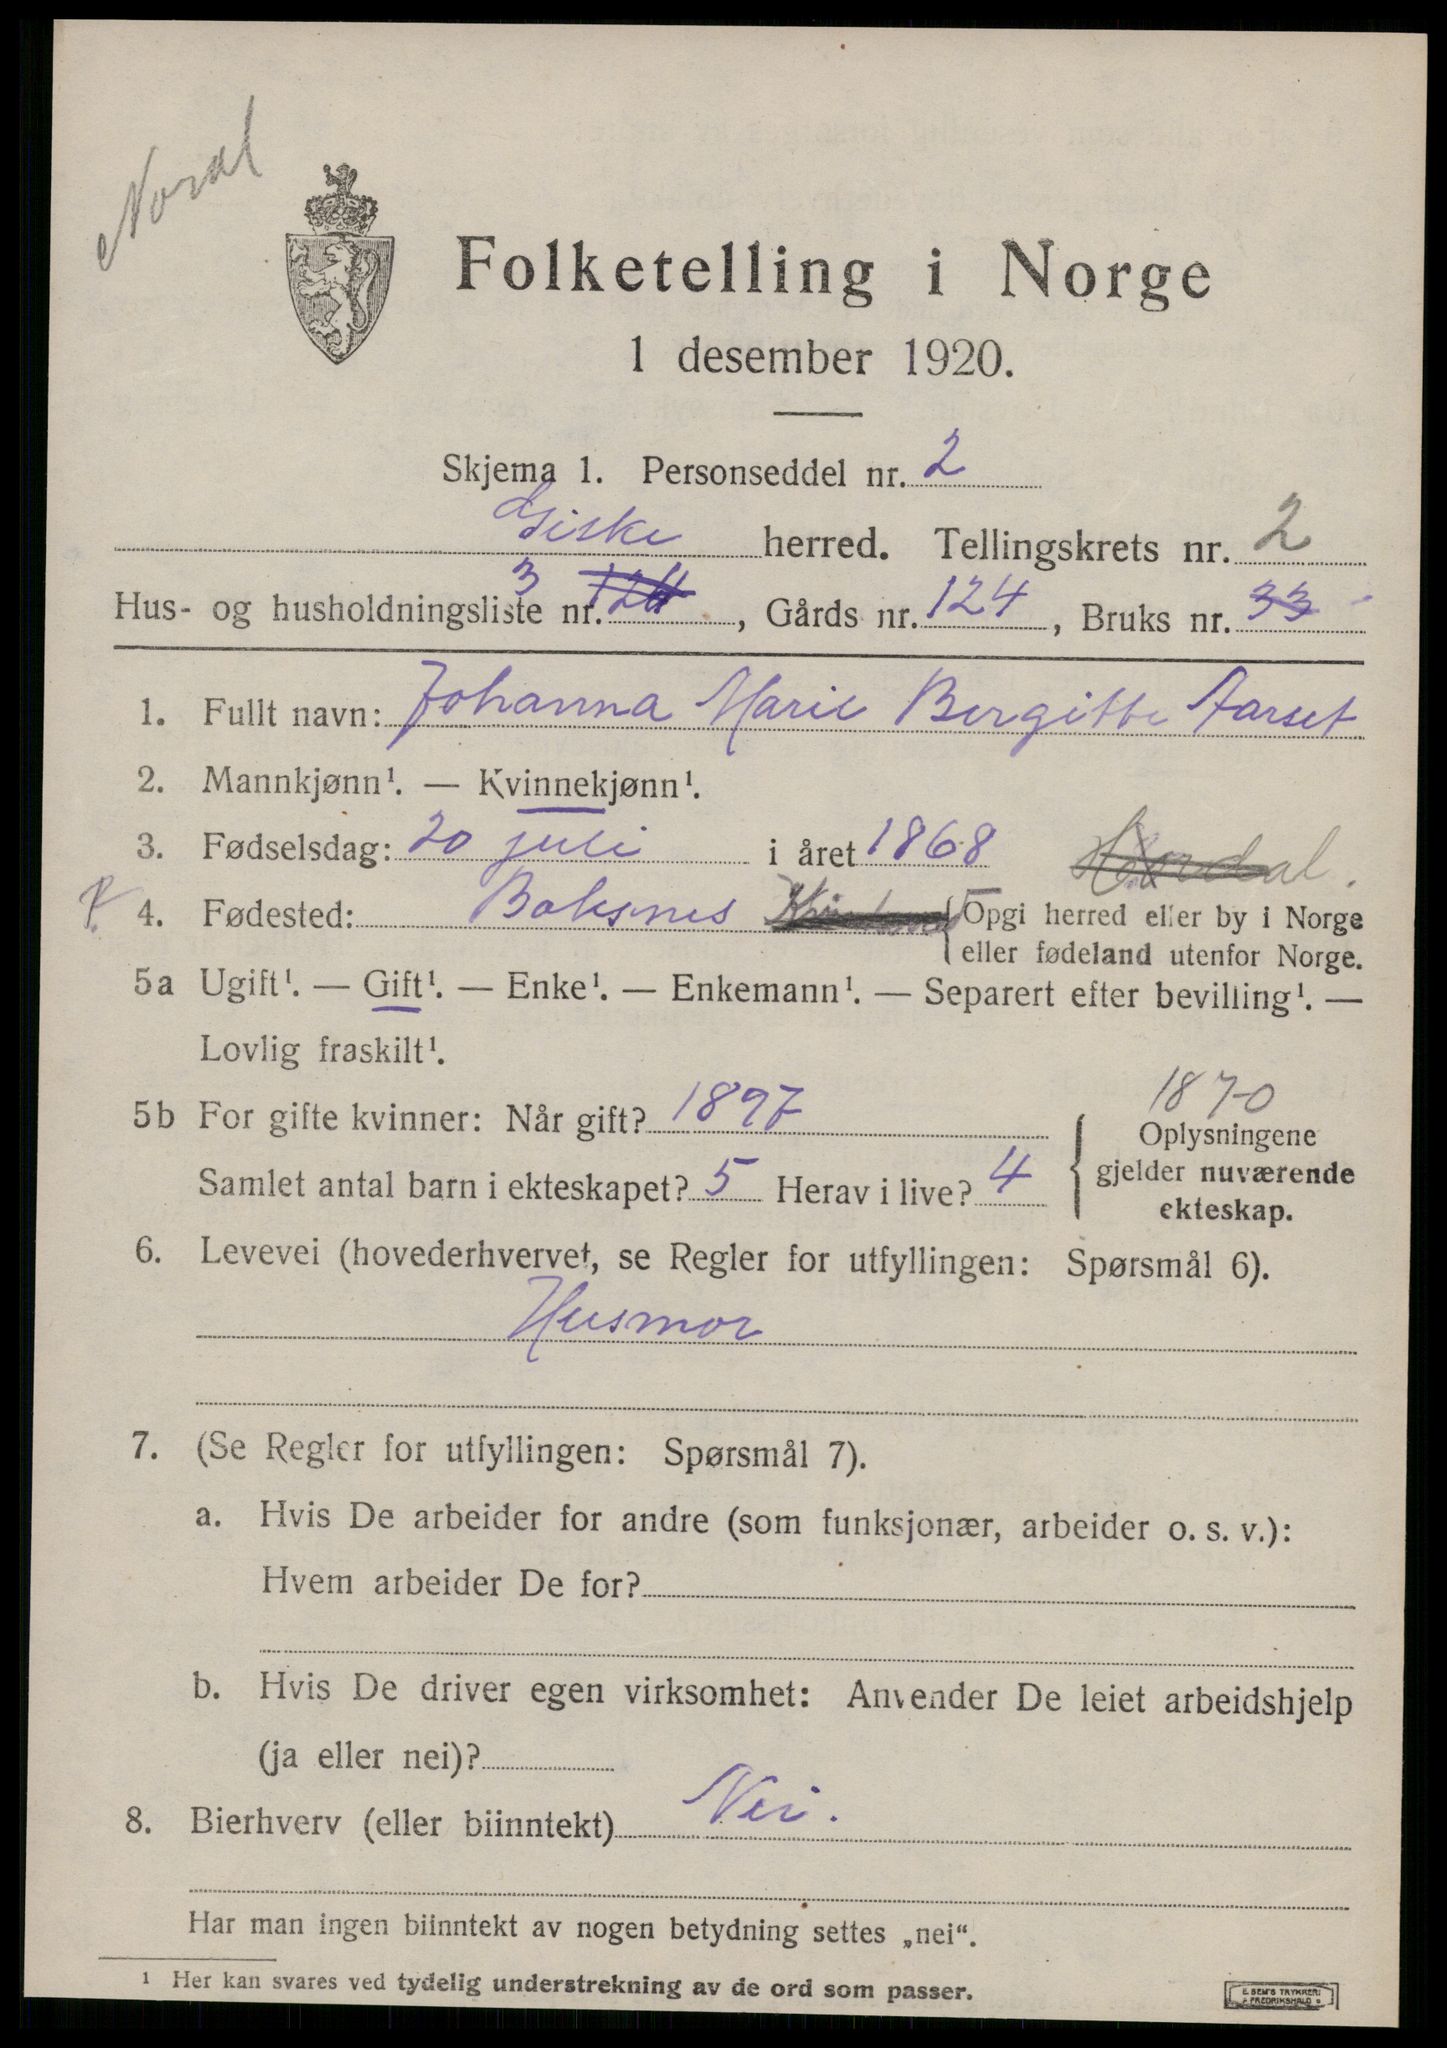 Noral
Folketelling i Norge
1 desember 1920.
Skjema 1. Personseddel nr. 2
Giske herred. Tellingskrets nr. 2
Hus- og husholdningsliste nr. 3 124, Gårds nr. 124, Bruks nr. 33
1. Fullt navn: Johanna Marie Bergitte Aarset
2. Mannkjønn¹. — Kvinnekjønn¹.
3. Fødselsdag: 20 juli i året 1868
4. Fødested: Baksnes {Opgi herred eller by i Norge
eller fødeland utenfor Norge.
5a Ugift¹. — Gift¹. — Enke¹. — Enkemann¹. — Separert efter bevilling¹. —
Lovlig fraskilt¹.
1870
5b For gifte kvinner: Når gift? 1897
Oplysningene
gjelder nuværende
ekteskap.
Samlet antal barn i ekteskapet? 5 Herav i live? 4
6. Levevei (hovederhvervet, se Regler for utfyllingen: Spørsmål 6).
Husmor
7. (Se Regler for utfyllingen: Spørsmål 7).
a. Hvis De arbeider for andre (som funksjonær, arbeider o. s. v.):
Hvem arbeider De for?
b. Hvis De driver egen virksomhet: Anvender De leiet arbeidshjelp
(ja eller nei)?
8. Bierhverv (eller biinntekt) Nei.
Har man ingen biinntekt av nogen betydning settes „nei“.
¹ Her kan svares ved tydelig understrekning av de ord som passer.
E. SEM'S TRYKKERI
FREDRIKSHALD